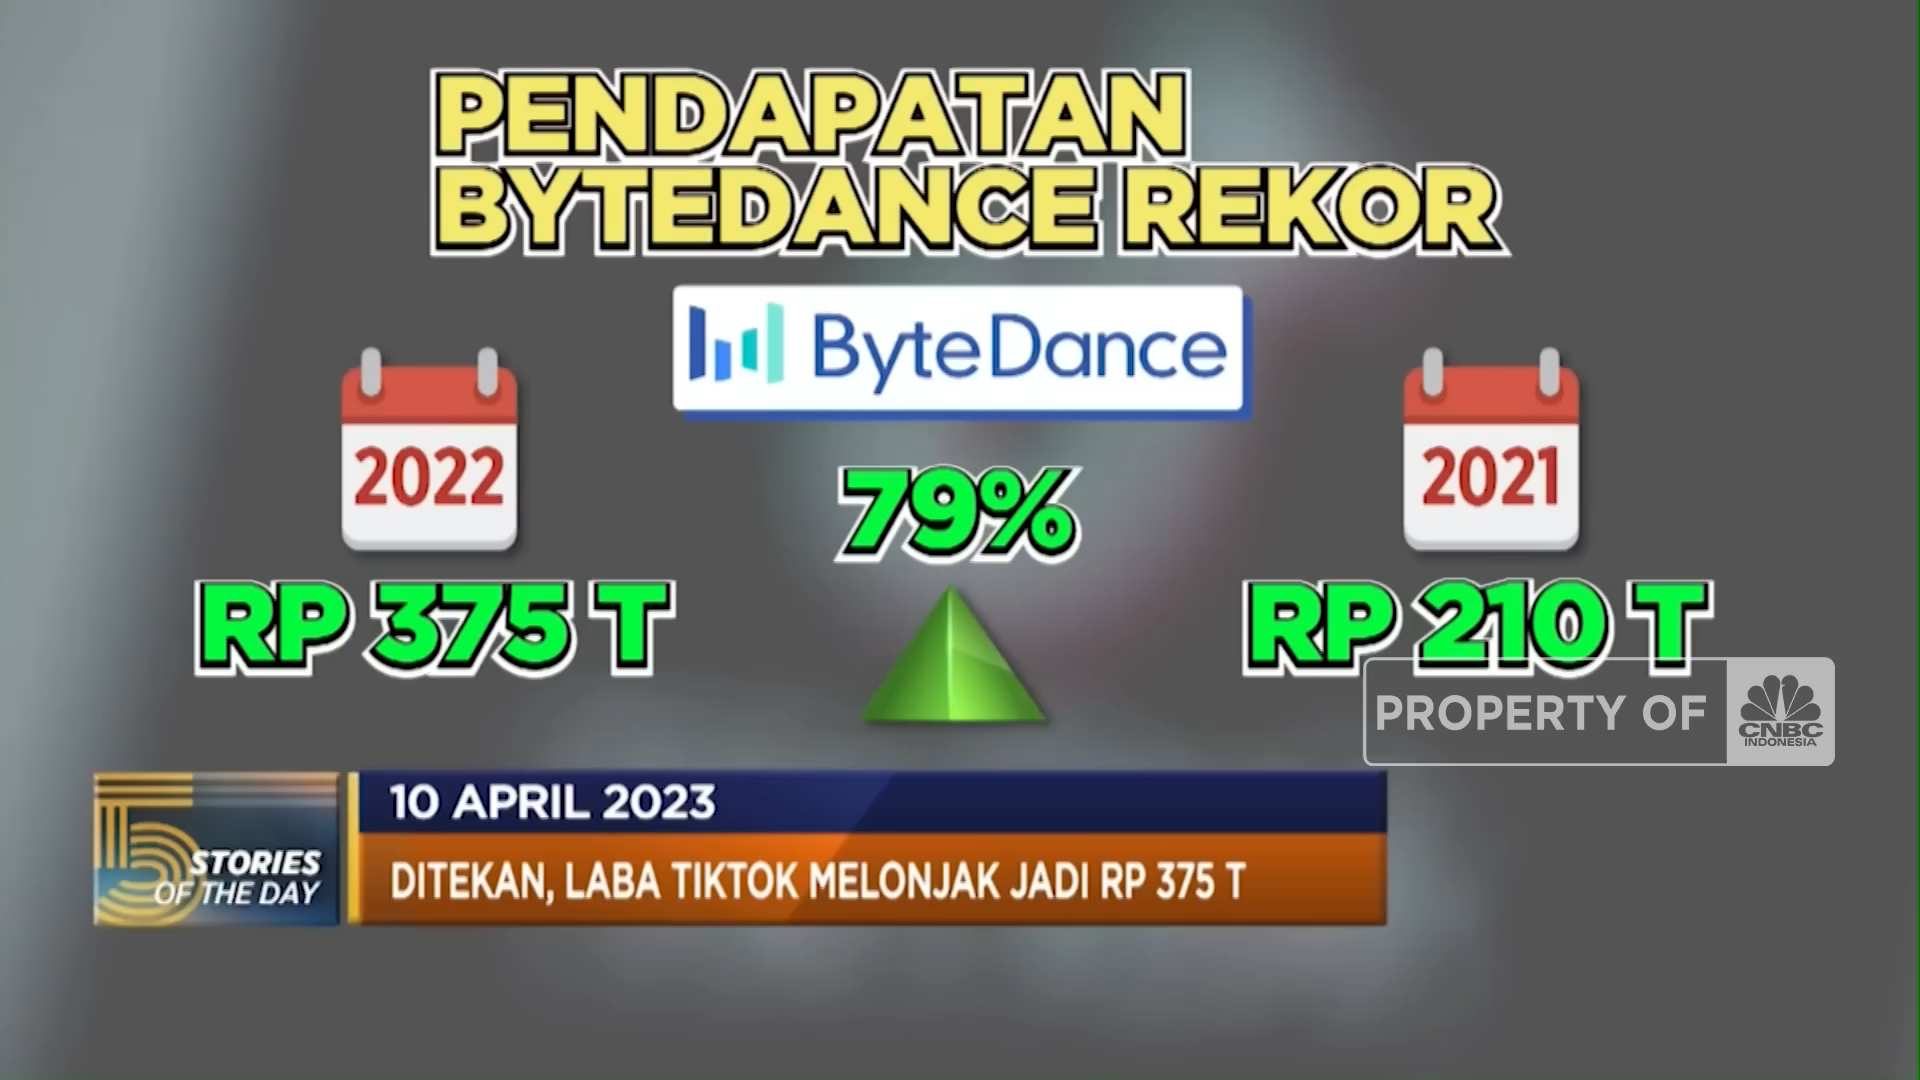 PENDAPATAN
BYTEDANCE REKOR
ByteDance
2022
79%
2021
RP 375 T
RP 210 T
PROPERTY OF
CNBC
INDONESIA
10 APRIL 2023
5
STORIES
OF THE DAY
DITEKAN, LABA TIKTOK MELONJAK JADI RP 375 T